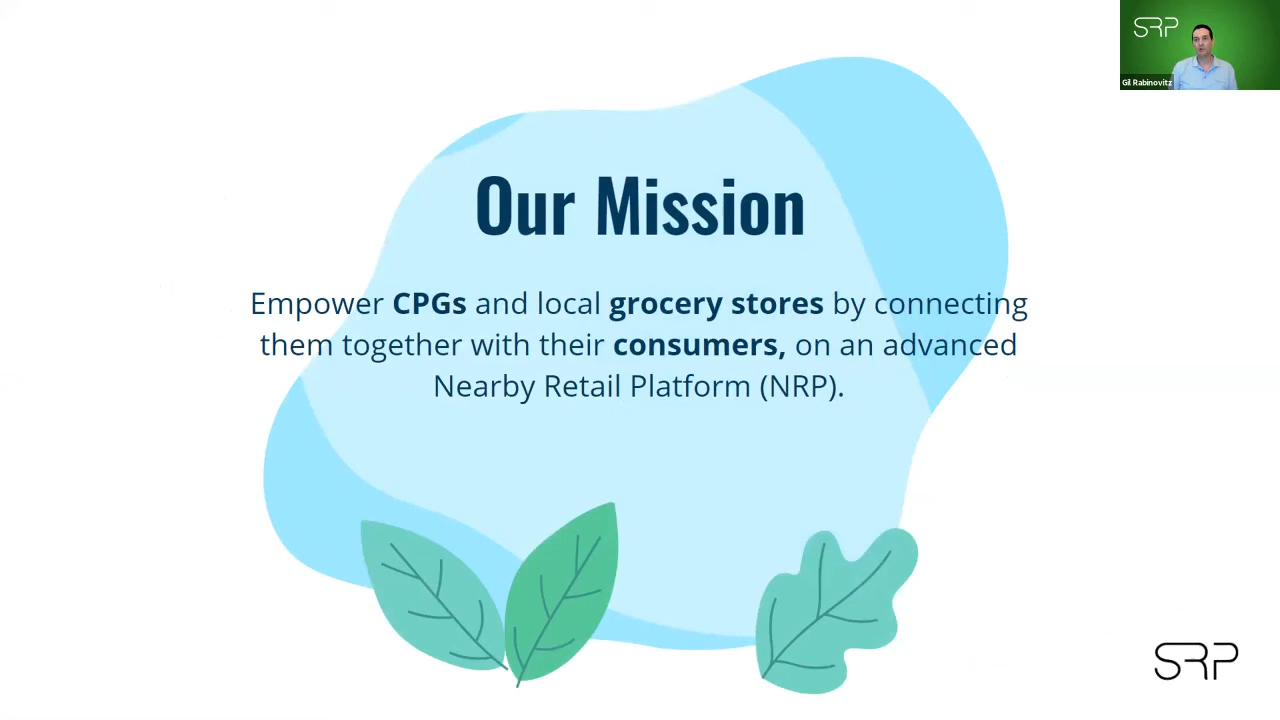 SRP
Gil Rabinovitz
Our Mission
Empower CPGs and local grocery stores by connecting
them together with their consumers, on an advanced
Nearby Retail Platform (NRP).
SRP